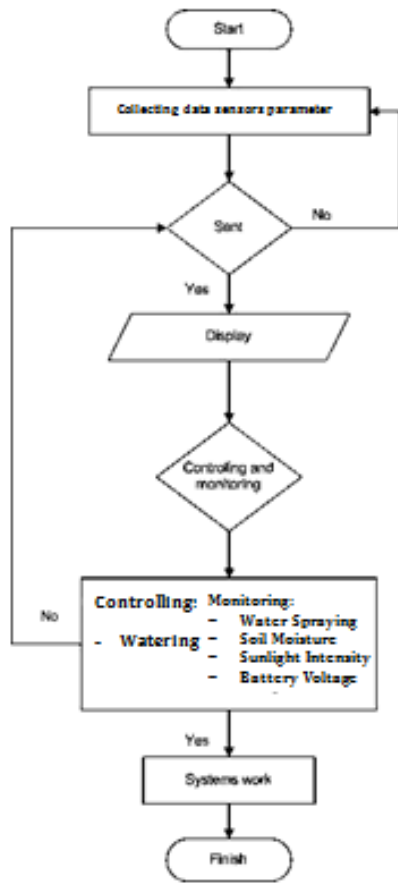 Start
Collecting data sensors parameter
Sent
No
Yes
Display
Controling and
monitoring
Controlling:
- Watering
Monitoring:
- Water Spraying
- Soil Moisture
- Sunlight Intensity
- Battery Voltage
-
No
Yes
Systems work
Finish